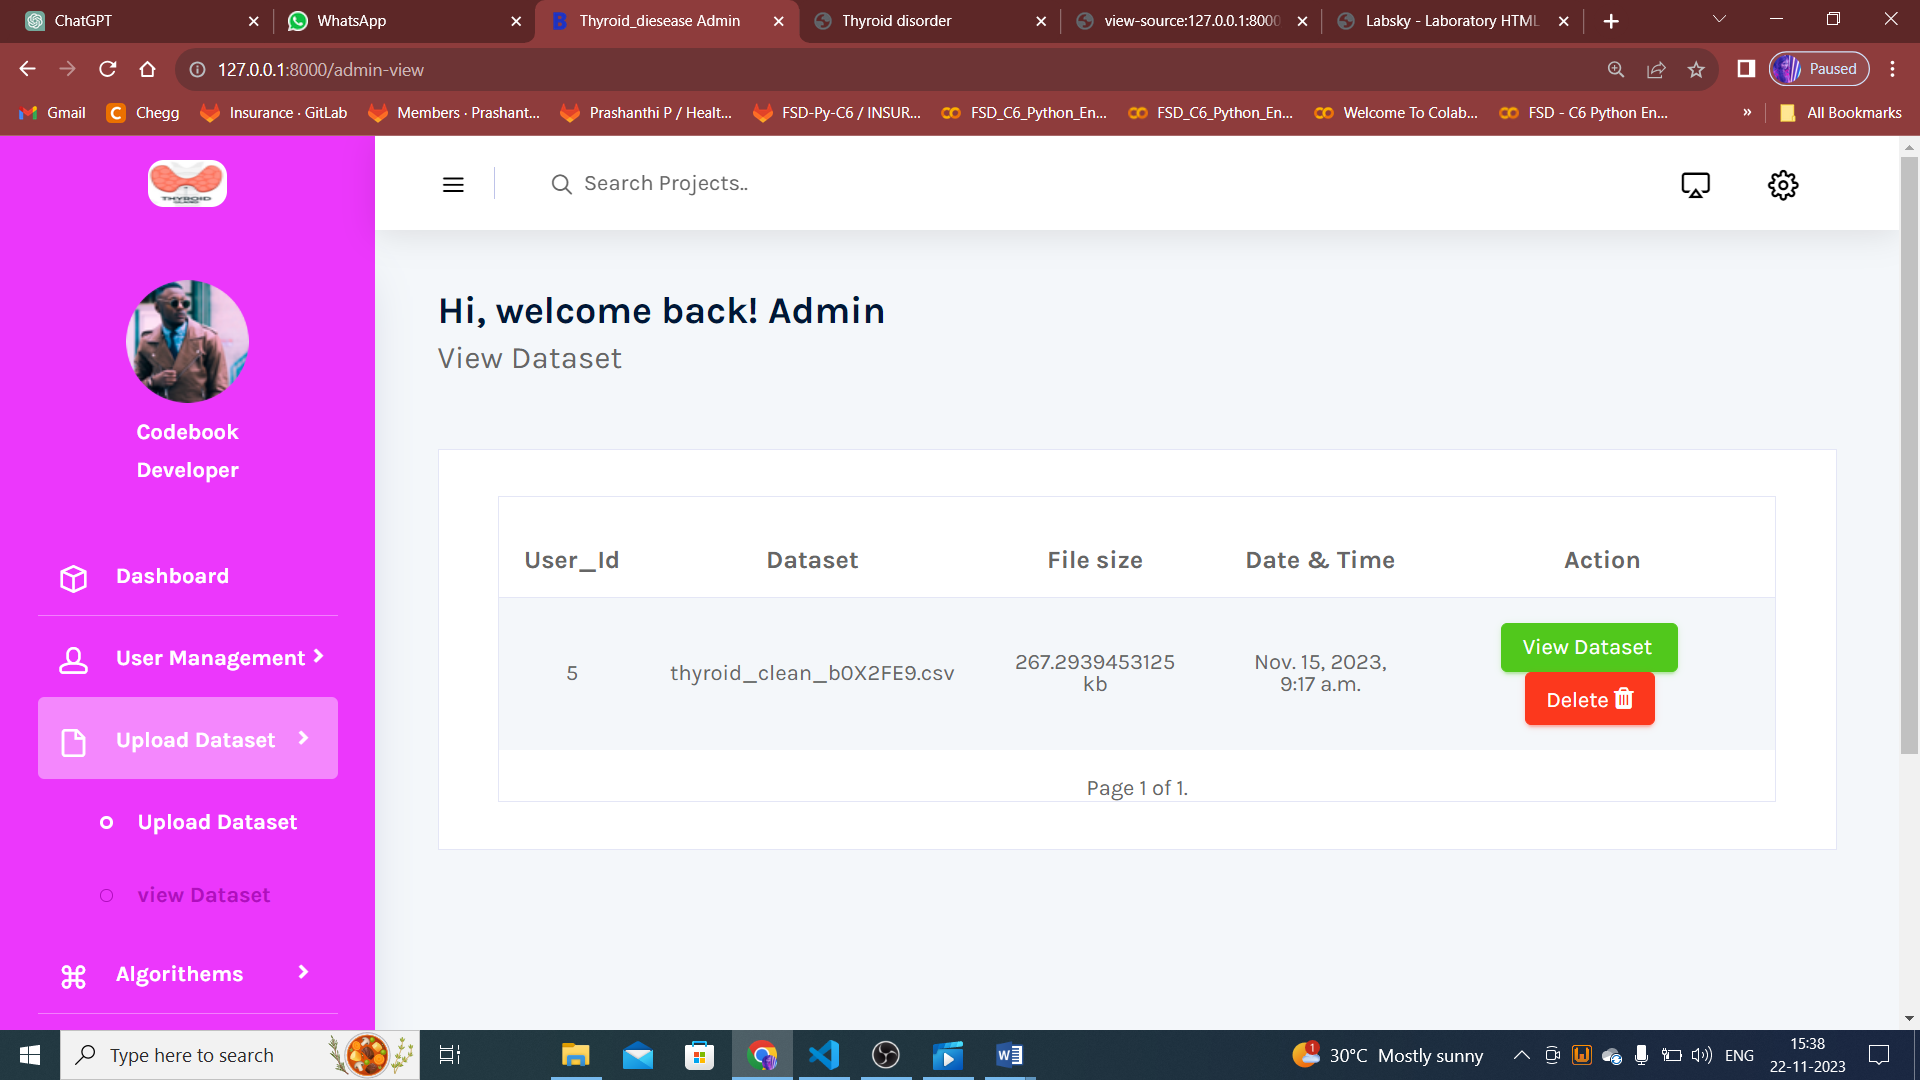 ChatGPT
WhatsApp
Thyroid_diesease Admin
Thyroid disorder
view-source:127.0.0.1:8000
Labsky - Laboratory HTML
127.0.0.1:8000/admin-view
Paused
Gmail
Chegg
Insurance · GitLab
Members · Prashant...
Prashanthi P / Healt...
FSD-Py-C6 / INSUR...
FSD_C6_Python_En...
FSD_C6_Python_En...
Welcome To Colab...
FSD - C6 Python En...
»
All Bookmarks
THYROID
Search Projects..
Hi, welcome back! Admin
View Dataset
Codebook
Developer
Dashboard
User Management
Upload Dataset
Upload Dataset
view Dataset
Algorithems
User_Id Dataset File size Date & Time Action
5 thyroid_clean_b0X2FE9.csv 267.2939453125
kb
Nov. 15, 2023,
9:17 a.m.
View Dataset
Delete
Page 1 of 1.
Type here to search
1
30°C Mostly sunny
ENG
15:38
22-11-2023